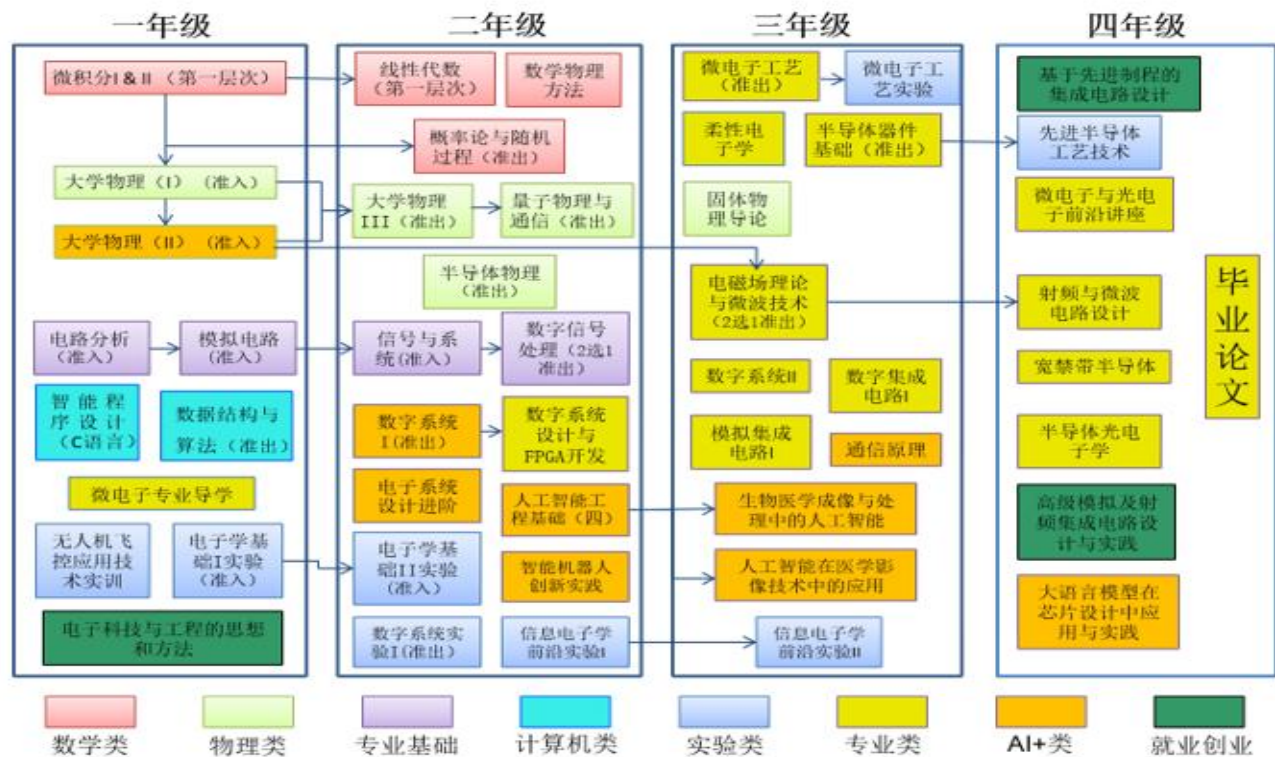 一年级
二年级
三年级
四年级
微积分I & II （第一层次）
大学物理（I）（准入）
大学物理（II）（准入）
电路分析
（准入）
模拟电路
（准入）
智能程
序设计
（C语言）
数据结构与
算法（准出）
微电子专业导学
无人机飞
控应用技
术实训
电子学基
础I实验
（准入）
电子科技与工程的思想
和方法
线性代数
（第一层次）
数学物理
方法
概率论与随机
过程（准出）
大学物理
III（准出）
量子物理与
通信（准出）
半导体物理
（准出）
信号与系
统(准入）
数字信号
处理（2选1
准出）
数字系统
I(准出）
数字系统
设计与
FPGA开发
电子系统
设计进阶
人工智能工
程基础（四）
电子学基
础II实验
（准入）
智能机器人
创新实践
数字系统实
验I(准出）
信息电子学
前沿实验I
微电子工艺
（准出）
微电子工
艺实验
柔性电
子学
半导体器件
基础（准出）
固体物
理导论
电磁场理论
与微波技术
（2选1准出）
数字系统II
数字集成
电路I
模拟集成
电路I
通信原理
生物医学成像与处
理中的人工智能
人工智能在医学影
像技术中的应用
信息电子学
前沿实验II
基于先进制程的
集成电路设计
先进半导体
工艺技术
微电子与光电
子前沿讲座
射频与微波
电路设计
宽禁带半导体
半导体光电
子学
高级模拟及射
频集成电路设
计与实践
大语言模型在
芯片设计中应
用与实践
毕业论文
数学类
物理类
专业基础
计算机类
实验类
专业类
AI+类
就业创业